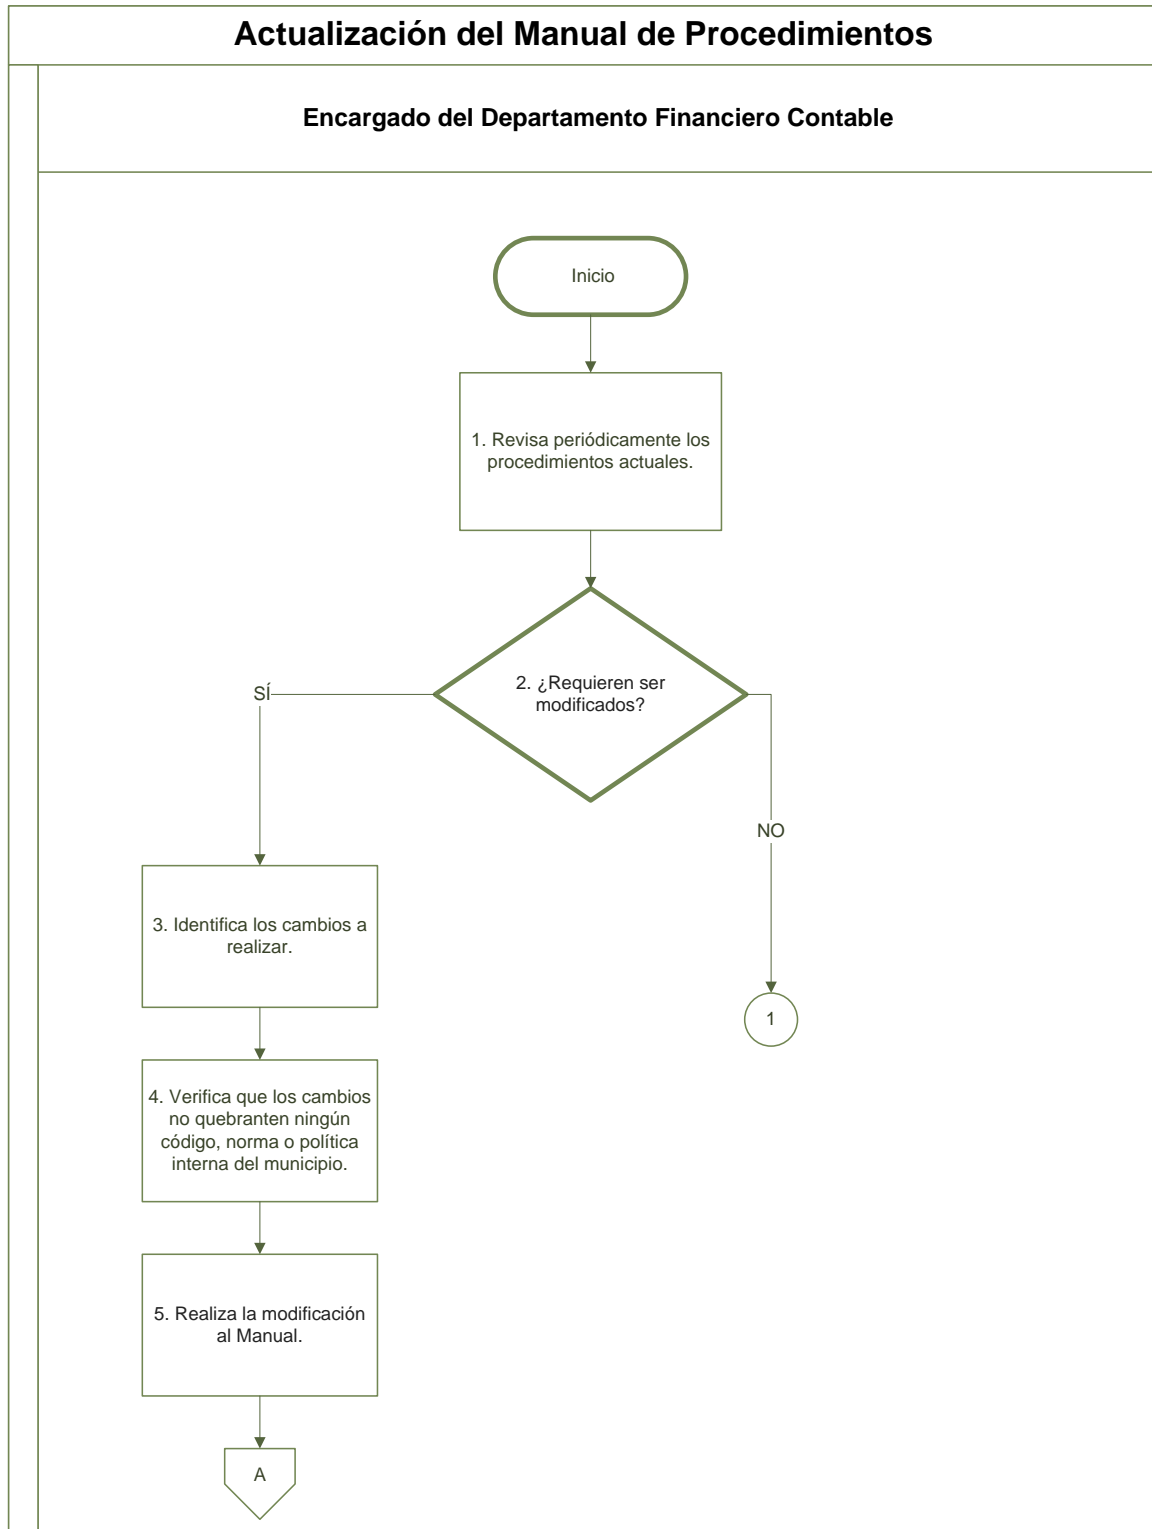 Actualización del Manual de Procedimientos
Encargado del Departamento Financiero Contable
Inicio
1. Revisa periódicamente los
procedimientos actuales.
2. ¿Requieren ser
modificados?
SÍ
NO
3. Identifica los cambios a
realizar.
1
4. Verifica que los cambios
no quebranten ningún
código, norma o política
interna del municipio.
5. Realiza la modificación
al Manual.
A